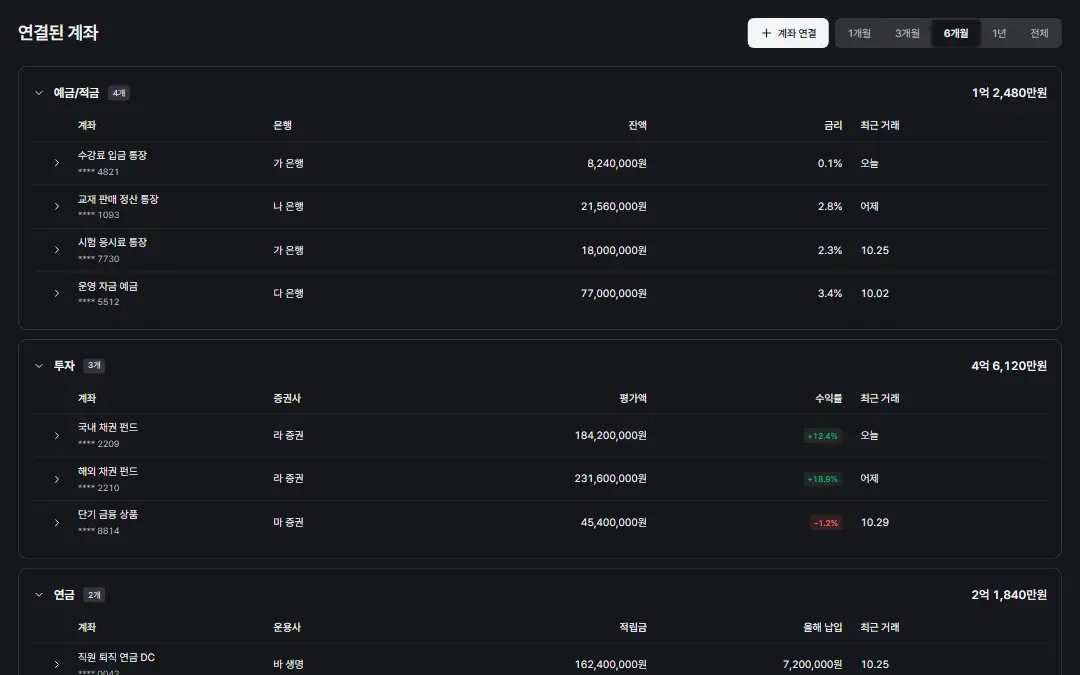 연결된 계좌
계좌 연결 1개월 3개월 6개월 1년 전체
예금/적금 4개 1억 2,480만원
계좌 은행 잔액 금리 최근 거래
수강료 입금 통장
**** 4821
가 은행 8,240,000원 0.1% 오늘
교재 판매 정산 통장
**** 1093
나 은행 21,560,000원 2.8% 어제
시험 응시료 통장
**** 7730
가 은행 18,000,000원 2.3% 10.25
운영 자금 예금
**** 5512
다 은행 77,000,000원 3.4% 10.02
투자 3개 4억 6,120만원
계좌 증권사 평가액 수익률 최근 거래
국내 채권 펀드
**** 2209
라 증권 184,200,000원 +12.4% 오늘
해외 채권 펀드
**** 2210
라 증권 231,600,000원 +18.9% 어제
단기 금융 상품
**** 8814
마 증권 45,400,000원 -1.2% 10.29
연금 2개 2억 1,840만원
계좌 운용사 적립금 올해 납입 최근 거래
직원 퇴직 연금 DC
**** 0042
바 생명 162,400,000원 7,200,000원 10.25